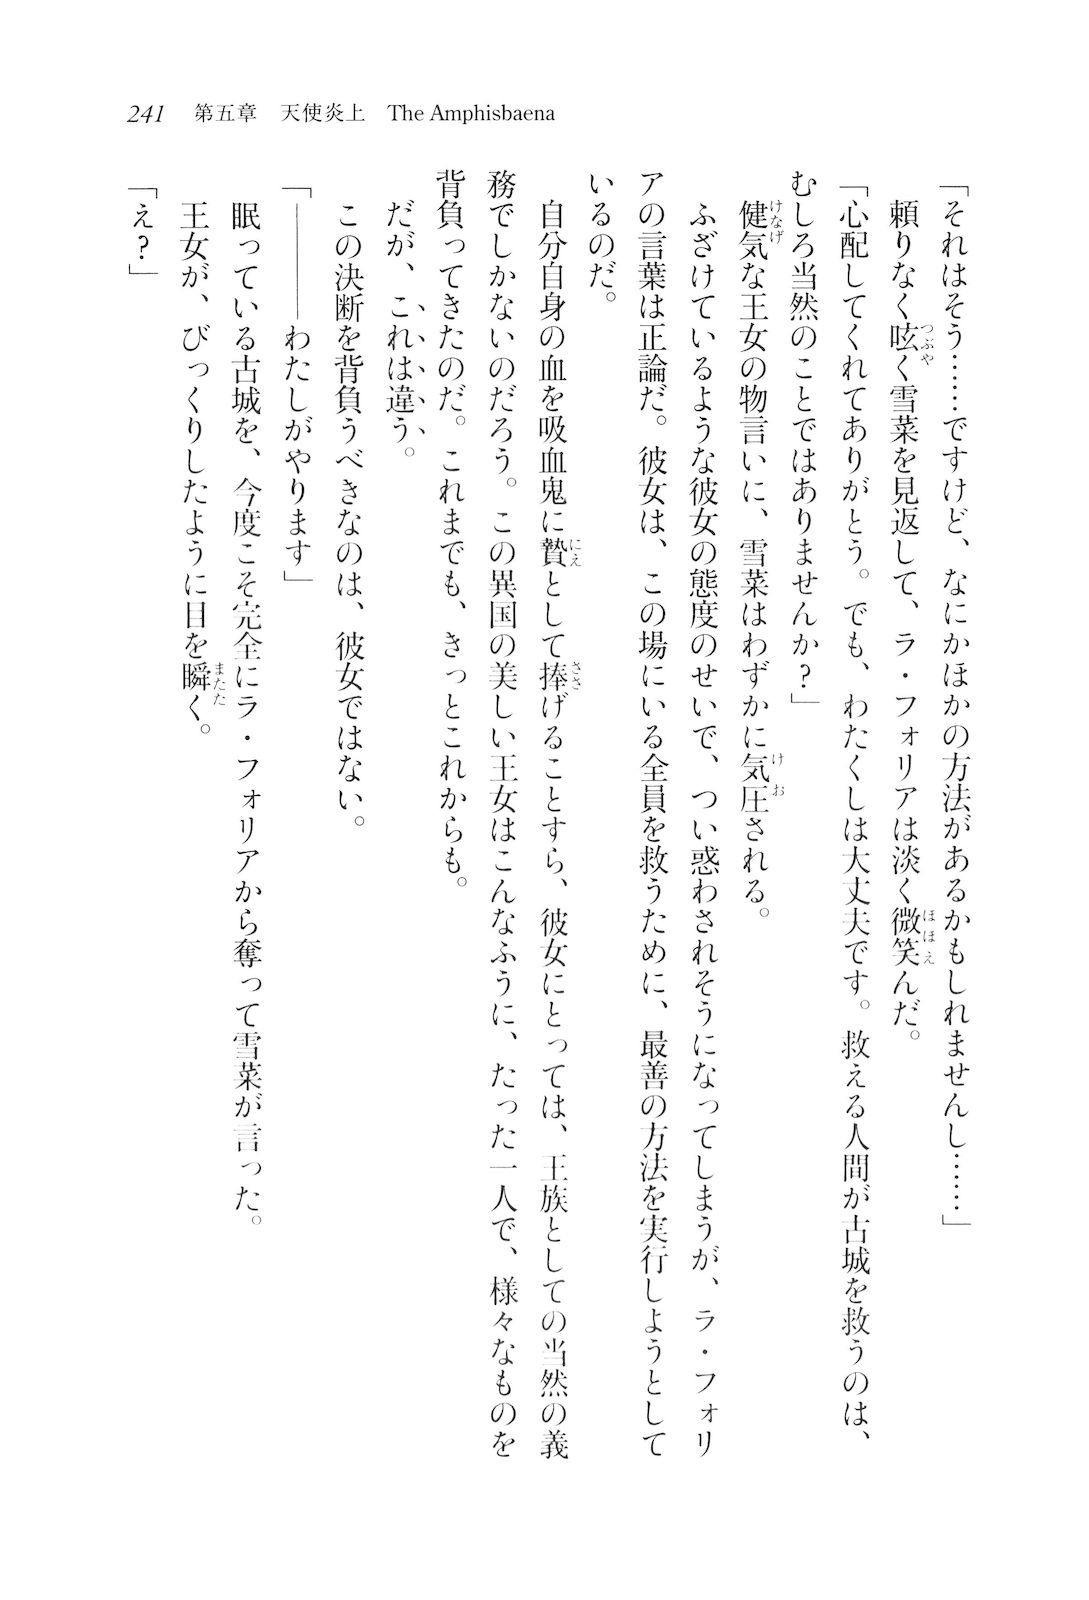 241　第五章　天使炎上　The Amphisbaena
「それはそう……ですけど、なにかほかの方法があるかもしれませんし……」
頼りなく呟く雪菜を見返して、ラ・フォリアは淡く微笑んだ。
「心配してくれてありがとう。でも、わたくしは大丈夫です。救える人間が古城を救うのは、
むしろ当然のことではありませんか？」
健気な王女の物言いに、雪菜はわずかに気圧される。
ふざけているような彼女の態度のせいで、つい惑わされそうになってしまうが、ラ・フォリ
アの言葉は正論だ。彼女は、この場にいる全員を救うために、最善の方法を実行しようとして
いるのだ。
自分自身の血を吸血鬼に贄として捧げることすら、彼女にとっては、王族としての当然の義
務でしかないのだろう。この異国の美しい王女はこんなふうに、たった一人で、様々なものを
背負ってきたのだ。これまでも、きっとこれからも。
だが、これは違う。
この決断を背負うべきなのは、彼女ではない。
「―――わたしがやります」
眠っている古城を、今度こそ完全にラ・フォリアから奪って雪菜が言った。
王女が、びっくりしたように目を瞬く。
「え？」